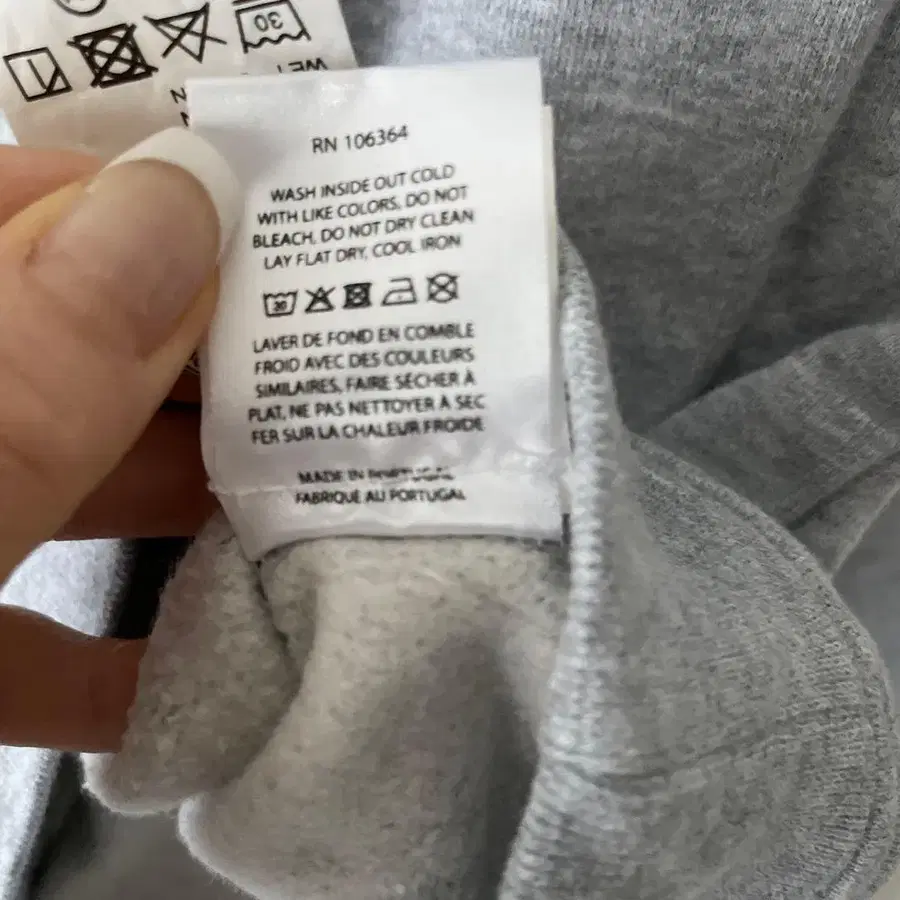 30
WET
RN 106364
WASH INSIDE OUT COLD
WITH LIKE COLORS, DO NOT
BLEACH, DO NOT DRY CLEAN
LAY FLAT DRY, COOL IRON
30
LAVER DE FOND EN COMBLE
FROID AVEC DES COULEURS
SIMILAIRES, FAIRE SÉCHER À
PLAT, NE PAS NETTOYER À SEC
FER SUR LA CHALEUR FROIDE
MADE IN PORTUGAL
FABRIQUÉ AU PORTUGAL